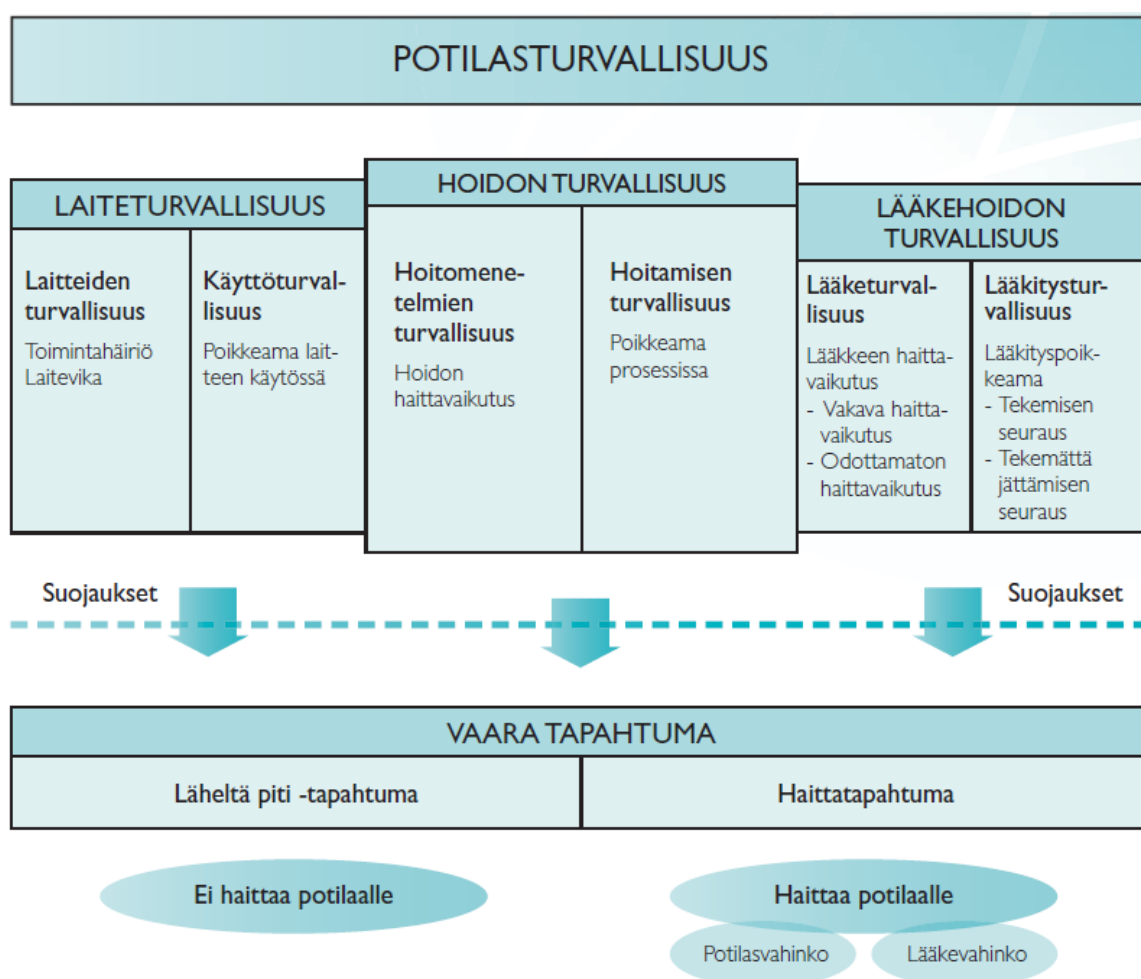 POTILASTURVALLISUUS
LAITETURVALLISUUS
Laitteiden
turvallisuus
Toimintahäiriö
Laitevika
Käyttöturval-
lisuus
Poikkeama lait-
teen käytössä
HOIDON TURVALLISUUS
Hoitomene-
telmien
turvallisuus
Hoidon
haittavaikutus
Hoitamisen
turvallisuus
Poikkeama
prosessissa
LÄÄKEHOIDON
TURVALLISUUS
Lääketurval-
lisuus
Lääkkeen haitta-
vaikutus
- Vakava haitta-
vaikutus
- Odottamaton
haittavaikutus
Lääkitystur-
vallisuus
Lääkityspoik-
keama
- Tekemisen
seuraus
- Tekemättä
jättämisen
seuraus
Suojaukset
Suojaukset
VAARA TAPAHTUMA
Läheltä piti -tapahtuma
Haittatapahtuma
Ei haittaa potilaalle
Haittaa potilaalle
Potilasvahinko
Lääkevahinko